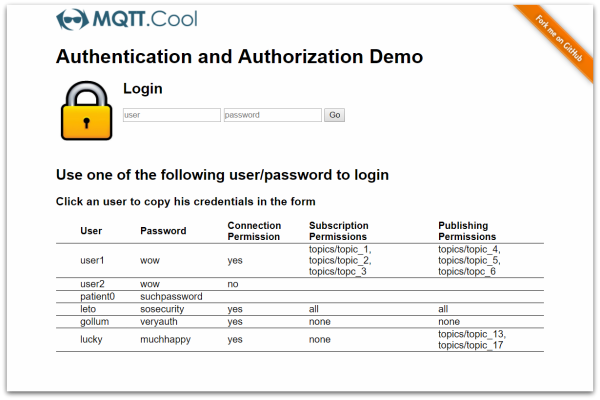 MQTT.Cool
Fork me on GitHub
Authentication and Authorization Demo
Login
user password Go
Use one of the following user/password to login
Click an user to copy his credentials in the form
User Password Connection Permission Subscription Permissions Publishing Permissions
user1 wow yes topics/topic_1, topics/topic_2, topics/topc_3 topics/topic_4, topics/topic_5, topics/topc_6
user2 wow no
patient0 suchpassword
leto sosecurity yes all all
gollum veryauth yes none none
lucky muchhappy yes none topics/topic_13, topics/topic_17